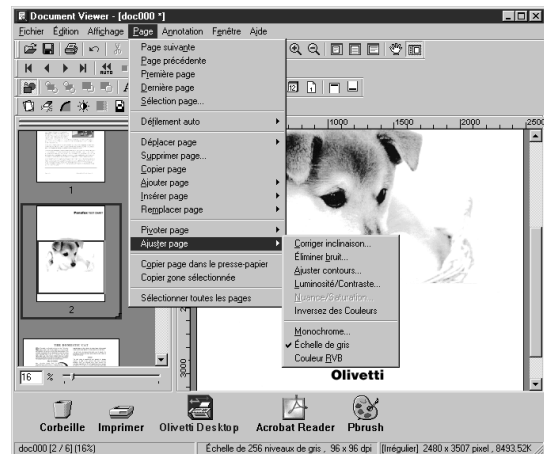 Document Viewer - [doc000 *]
Fichier Édition Affichage Page Annotation Fenêtre Aide
Page suivante
Page précédente
Première page
Dernière page
Sélection page...
Défilement auto
Déplacer page
Supprimer page...
Copier page
Ajouter page
Insérer page
Remplacer page
Pivoter page
Ajuster page
Copier page dans le presse-papier
Copier zone sélectionnée
Sélectionner toutes les pages
Corriger inclinaison...
Éliminer bruit...
Ajuster contours...
Luminosité/Contraste...
Nuance/Saturation...
Inversez des Couleurs
Monochrome...
Échelle de gris
Couleur RVB
AUTO
12
1
1000 1500 2000 2500
3000
1
2
16 %
Olivetti
Corbeille Imprimer Olivetti Desktop Acrobat Reader Pbrush
doc000 [2 / 6] (16%) Échelle de 256 niveaux de gris , 96 x 96 dpi [Irrégulier] 2480 x 3507 pixel , 8493.52K